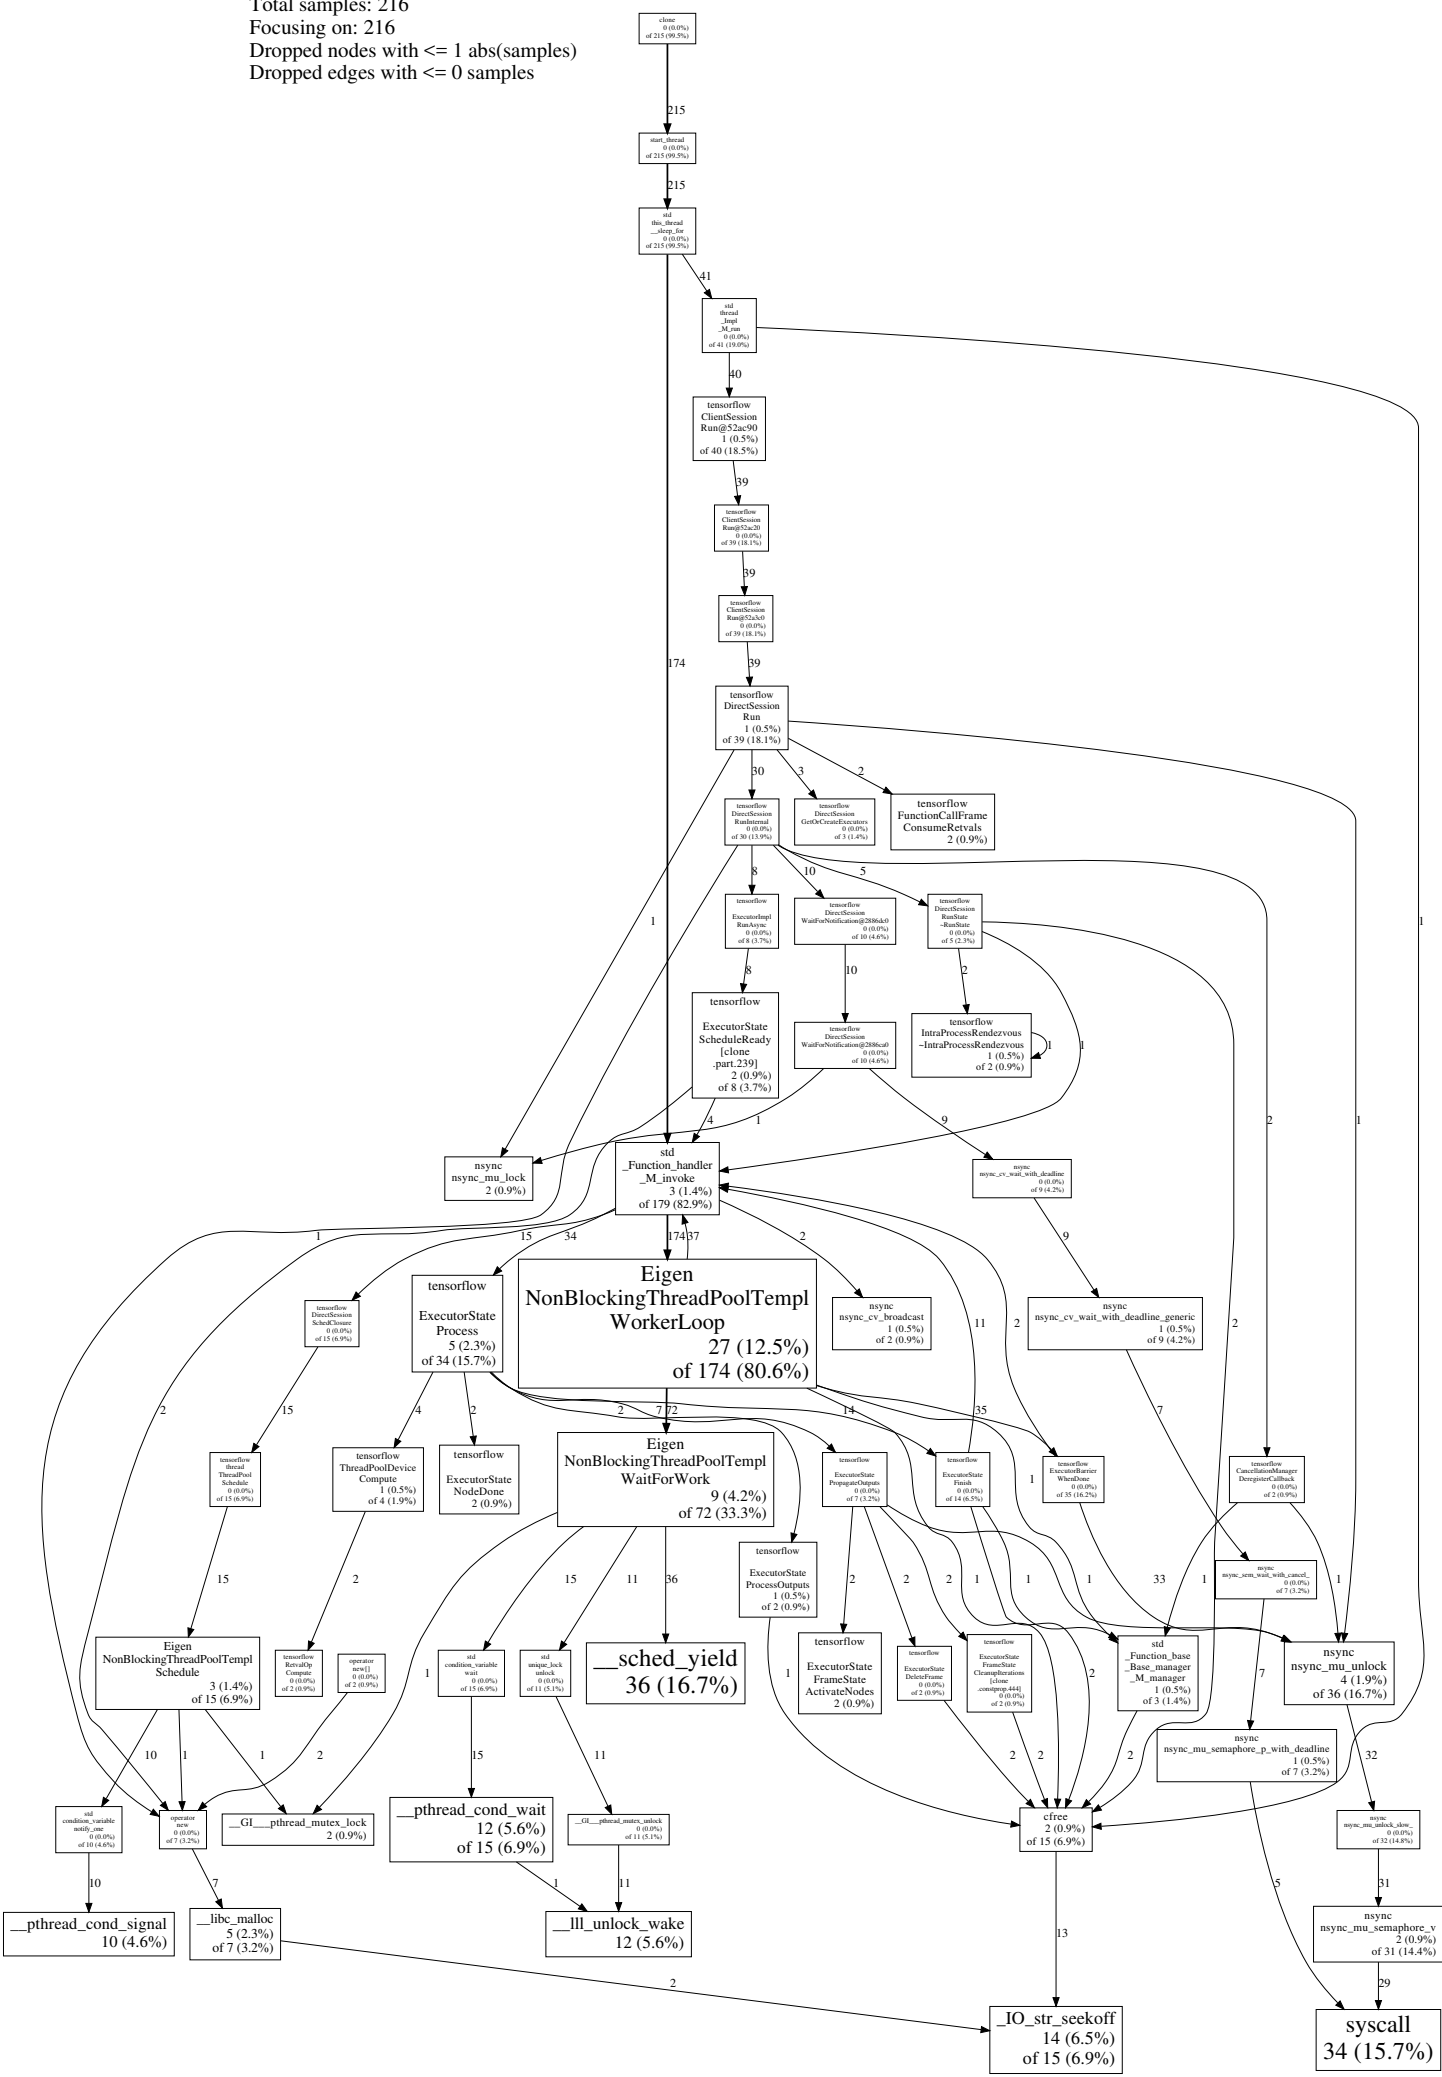 Total samples: 216
Focusing on: 216
Dropped nodes with <= 1 abs(samples)
Dropped edges with <= 0 samples
clone
0 (0.0%)
of 215 (99.5%)
215
start_thread
0 (0.0%)
of 215 (99.5%)
215
std
this_thread
__sleep_for
0 (0.0%)
of 215 (99.5%)
41
std
thread
_Impl
_M_run
0 (0.0%)
of 41 (19.0%)
40
tensorflow
ClientSession
Run@52ac90
1 (0.5%)
of 40 (18.5%)
39
tensorflow
ClientSession
Run@52ac20
0 (0.0%)
of 39 (18.1%)
39
tensorflow
ClientSession
Run@52a3c0
0 (0.0%)
of 39 (18.1%)
174
39
tensorflow
DirectSession
Run
1 (0.5%)
of 39 (18.1%)
30
3
2
tensorflow
DirectSession
RunInternal
0 (0.0%)
of 30 (13.9%)
tensorflow
DirectSession
GetOrCreateExecutors
0 (0.0%)
of 3 (1.4%)
tensorflow
FunctionCallFrame
ConsumeRetvals
2 (0.9%)
8
10
5
1
1
tensorflow
ExecutorImpl
RunAsync
0 (0.0%)
of 8 (3.7%)
tensorflow
DirectSession
WaitForNotification@2886dc0
0 (0.0%)
of 10 (4.6%)
tensorflow
DirectSession
RunState
~RunState
0 (0.0%)
of 5 (2.3%)
8
10
2
tensorflow
ExecutorState
ScheduleReady
[clone
.part.239]
2 (0.9%)
of 8 (3.7%)
tensorflow
DirectSession
WaitForNotification@2886ca0
0 (0.0%)
of 10 (4.6%)
tensorflow
IntraProcessRendezvous
~IntraProcessRendezvous
1 (0.5%)
of 2 (0.9%)
1
1
4
1
9
2
1
nsync
nsync_mu_lock
2 (0.9%)
std
_Function_handler
_M_invoke
3 (1.4%)
of 179 (82.9%)
nsync
nsync_cv_wait_with_deadline
0 (0.0%)
of 9 (4.2%)
1
15
34
174
37
2
9
tensorflow
DirectSession
SchedClosure
0 (0.0%)
of 15 (6.9%)
tensorflow
ExecutorState
Process
5 (2.3%)
of 34 (15.7%)
Eigen
NonBlockingThreadPoolTempl
WorkerLoop
27 (12.5%)
of 174 (80.6%)
nsync
nsync_cv_broadcast
1 (0.5%)
of 2 (0.9%)
11
2
nsync
nsync_cv_wait_with_deadline_generic
1 (0.5%)
of 9 (4.2%)
2
2
15
4
2
2
7
72
14
35
7
tensorflow
thread
ThreadPool
Schedule
0 (0.0%)
of 15 (6.9%)
tensorflow
ThreadPoolDevice
Compute
1 (0.5%)
of 4 (1.9%)
tensorflow
ExecutorState
NodeDone
2 (0.9%)
Eigen
NonBlockingThreadPoolTempl
WaitForWork
9 (4.2%)
of 72 (33.3%)
tensorflow
ExecutorState
PropagateOutputs
0 (0.0%)
of 7 (3.2%)
tensorflow
ExecutorState
Finish
0 (0.0%)
of 14 (6.5%)
1
tensorflow
ExecutorBarrier
WhenDone
0 (0.0%)
of 35 (16.2%)
tensorflow
CancellationManager
DeregisterCallback
0 (0.0%)
of 2 (0.9%)
15
2
15
11
36
tensorflow
ExecutorState
ProcessOutputs
1 (0.5%)
of 2 (0.9%)
2
2
2
1
1
1
33
1
nsync
nsync_sem_wait_with_cancel_
0 (0.0%)
of 7 (3.2%)
1
Eigen
NonBlockingThreadPoolTempl
Schedule
3 (1.4%)
of 15 (6.9%)
tensorflow
RetvalOp
Compute
0 (0.0%)
of 2 (0.9%)
operator
new[]
0 (0.0%)
of 2 (0.9%)
1
std
condition_variable
wait
0 (0.0%)
of 15 (6.9%)
std
unique_lock
unlock
0 (0.0%)
of 11 (5.1%)
__sched_yield
36 (16.7%)
1
tensorflow
ExecutorState
FrameState
ActivateNodes
2 (0.9%)
tensorflow
ExecutorState
DeleteFrame
0 (0.0%)
of 2 (0.9%)
tensorflow
ExecutorState
FrameState
CleanupIterations
[clone
.constprop.444]
0 (0.0%)
of 2 (0.9%)
2
std
_Function_base
_Base_manager
_M_manager
1 (0.5%)
of 3 (1.4%)
7
nsync
nsync_mu_unlock
4 (1.9%)
of 36 (16.7%)
10
1
1
2
15
11
2
2
2
nsync
nsync_mu_semaphore_p_with_deadline
1 (0.5%)
of 7 (3.2%)
32
std
condition_variable
notify_one
0 (0.0%)
of 10 (4.6%)
operator
new
0 (0.0%)
of 7 (3.2%)
__GI___pthread_mutex_lock
2 (0.9%)
__pthread_cond_wait
12 (5.6%)
of 15 (6.9%)
__GI___pthread_mutex_unlock
0 (0.0%)
of 11 (5.1%)
cfree
2 (0.9%)
of 15 (6.9%)
nsync
nsync_mu_unlock_slow_
0 (0.0%)
of 32 (14.8%)
10
7
1
11
5
31
__pthread_cond_signal
10 (4.6%)
__libc_malloc
5 (2.3%)
of 7 (3.2%)
__lll_unlock_wake
12 (5.6%)
13
nsync
nsync_mu_semaphore_v
2 (0.9%)
of 31 (14.4%)
2
29
_IO_str_seekoff
14 (6.5%)
of 15 (6.9%)
syscall
34 (15.7%)